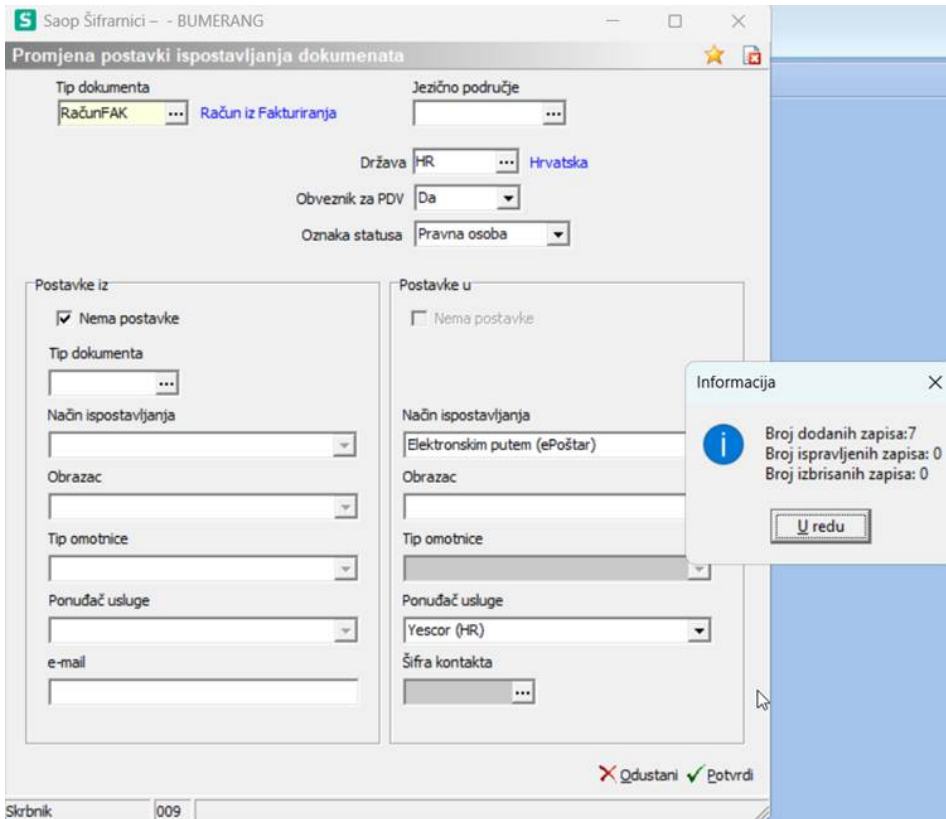 S Saop Šifrarnici – - BUMERANG
Promjena postavki ispostavljanja dokumenata
Tip dokumenta
Jezično područje
RačunFAK ... Račun iz Fakturiranja
...
Država HR ... Hrvatska
Obveznik za PDV Da
Oznaka statusa Pravna osoba
Postavke iz
Nema postavke
Tip dokumenta
...
Način ispostavljanja
Obrazac
Tip omotnice
Ponuđač usluge
e-mail
Postavke u
Nema postavke
Način ispostavljanja
Elektronskim putem (ePoštar)
Obrazac
Tip omotnice
Ponuđač usluge
Yescor (HR)
Šifra kontakta
...
Informacija
Broj dodanih zapisa:7
Broj ispravljenih zapisa: 0
Broj izbrisanih zapisa: 0
U redu
Odustani Potvrdi
Skrbnik 009